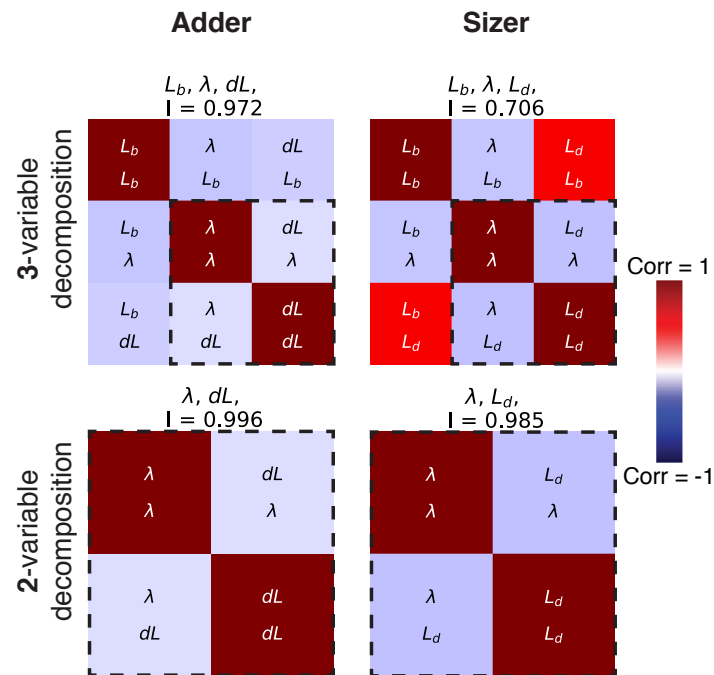 Adder
Sizer
3-variable
decomposition
L_b, λ, dL,
I = 0.972
L_b λ dL
L_b L_b L_b
L_b λ dL
λ λ λ
L_b λ dL
dL dL dL
L_b, λ, L_d,
I = 0.706
L_b λ L_d
L_b L_b L_b
L_b λ L_d
λ λ λ
L_b λ L_d
L_d L_d L_d
Corr = 1
Corr = -1
2-variable
decomposition
λ, dL,
I = 0.996
λ dL
λ λ
λ dL
dL dL
λ, L_d,
I = 0.985
λ L_d
λ λ
λ L_d
L_d L_d